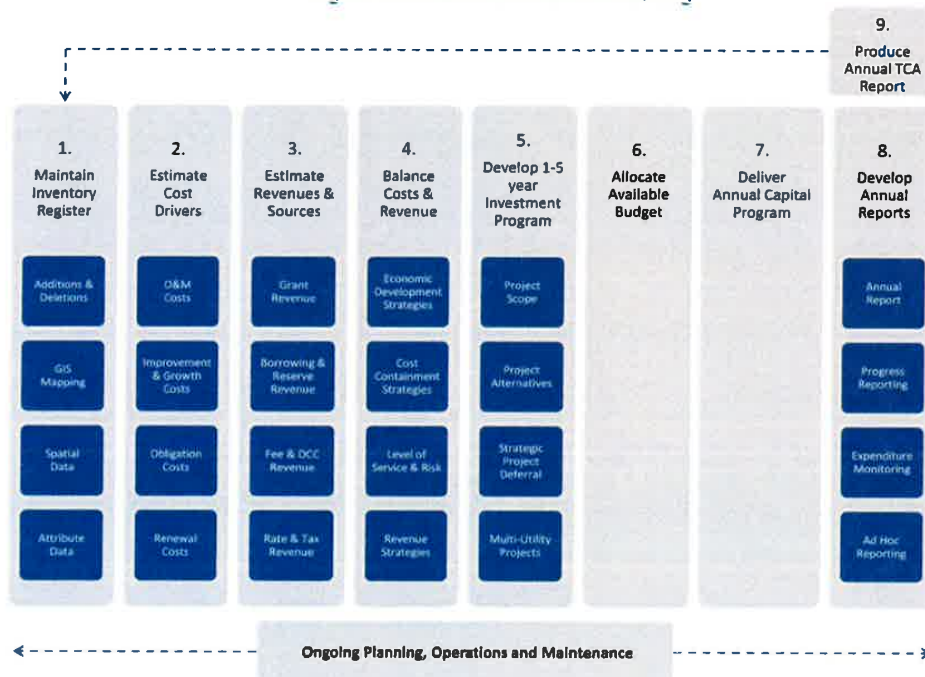 9.
Produce
Annual TCA
Report
1.
Maintain
Inventory
Register
2.
Estimate
Cost
Drivers
3.
Estimate
Revenues &
Sources
4.
Balance
Costs &
Revenue
5.
Develop 1-5
year
Investment
Program
6.
Allocate
Available
Budget
7.
Deliver
Annual Capital
Program
8.
Develop
Annual
Reports
Additions &
Deletions
GIS
Mapping
Spatial
Data
Attribute
Data
O&M
Costs
Improvement
& Growth
Costs
Obligation
Costs
Renewal
Costs
Grant
Revenue
Borrowing &
Reserve
Revenue
Fee & DCC
Revenue
Rate & Tax
Revenue
Economic
Development
Strategies
Cost
Containment
Strategies
Level of
Service & Risk
Revenue
Strategies
Project
Scope
Project
Alternatives
Strategic
Project
Deferral
Multi-Utility
Projects
Annual
Report
Progress
Reporting
Expenditure
Monitoring
Ad Hoc
Reporting
Ongoing Planning, Operations and Maintenance